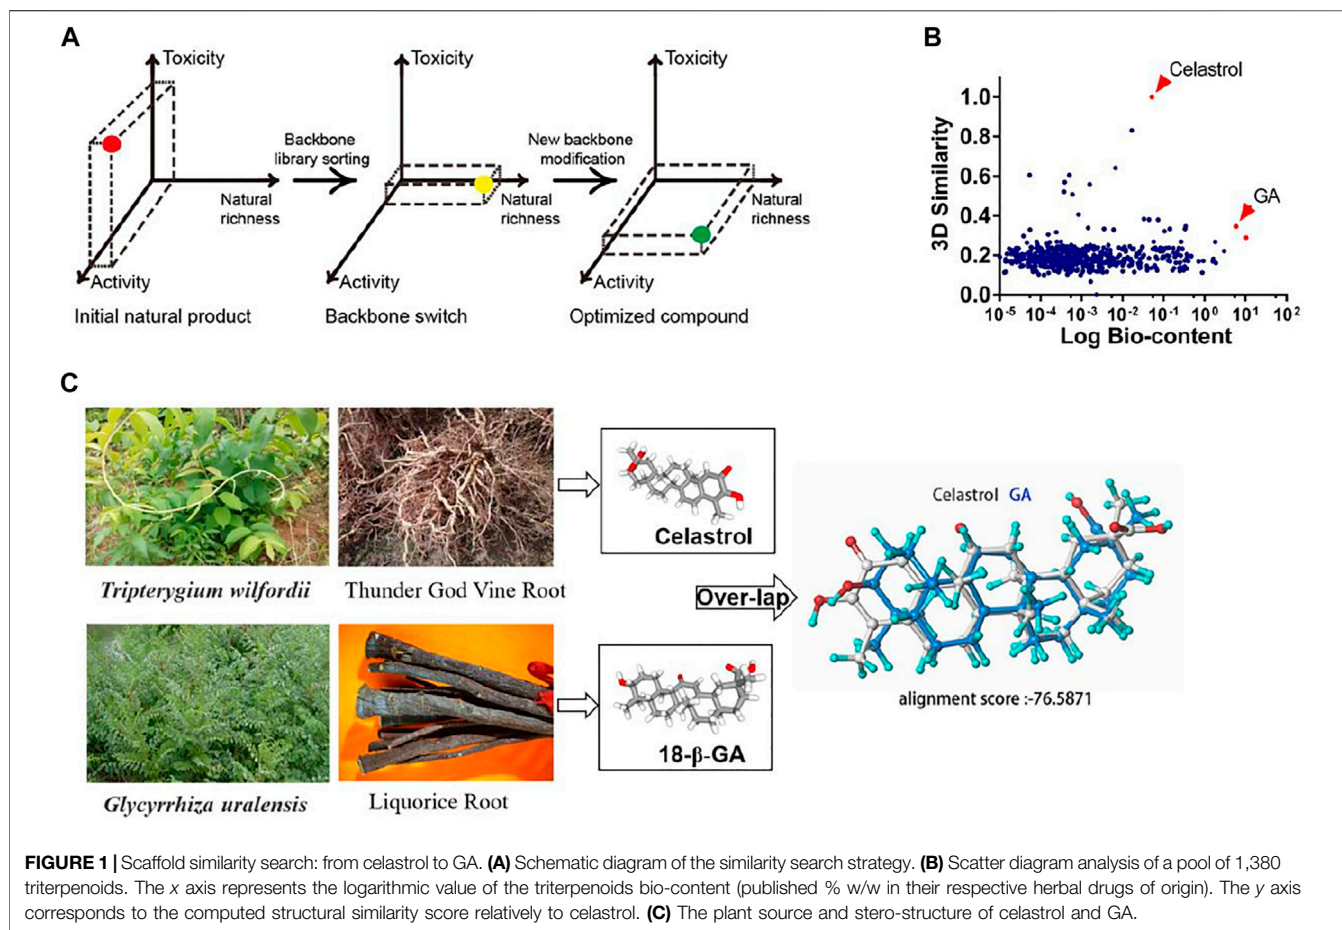 A
Toxicity
Natural
richness
Activity
Initial natural product
Backbone
library sorting
Toxicity
Natural
richness
Activity
Backbone switch
New backbone
modification
Toxicity
Natural
richness
Activity
Optimized compound
B
3D Similarity
1.0
0.8
0.6
0.4
0.2
0.0
Celastrol
GA
10-5 10-4 10-3 10-2 10-1 100 101 102
Log Bio-content
C
Tripterygium wilfordii
Thunder God Vine Root
Celastrol
Glycyrrhiza uralensis
Liquorice Root
18-β-GA
Over-lap
Celastrol GA
alignment score :-76.5871
FIGURE 1 | Scaffold similarity search: from celastrol to GA. (A) Schematic diagram of the similarity search strategy. (B) Scatter diagram analysis of a pool of 1,380
triterpenoids. The x axis represents the logarithmic value of the triterpenoids bio-content (published % w/w in their respective herbal drugs of origin). The y axis
corresponds to the computed structural similarity score relatively to celastrol. (C) The plant source and stero-structure of celastrol and GA.